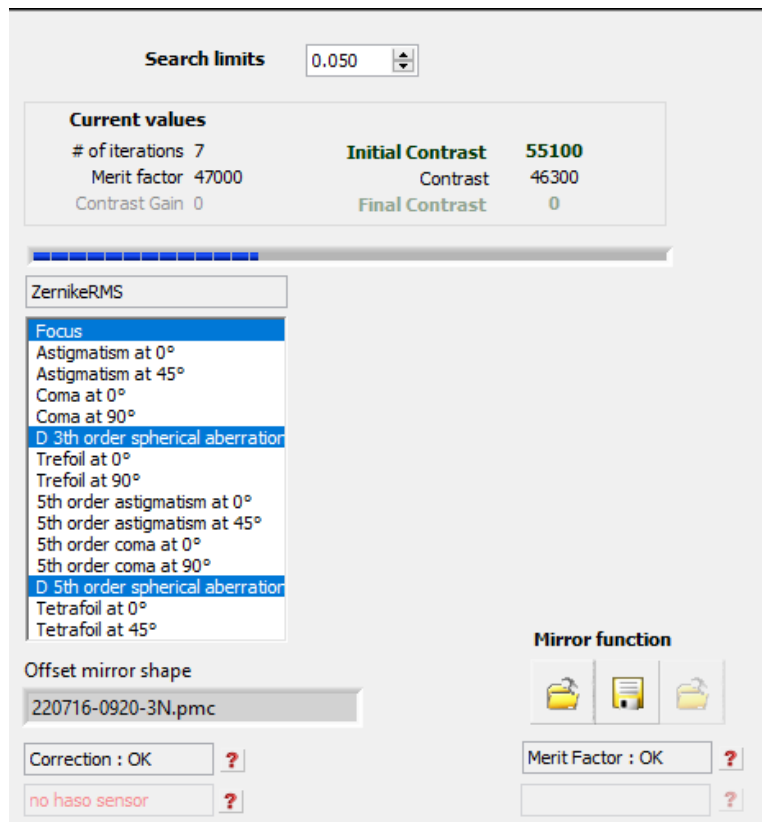 Search limits 0.050
Current values
# of iterations 7
Initial Contrast 55100
Merit factor 47000
Contrast 46300
Contrast Gain 0
Final Contrast 0
ZernikeRMS
Focus
Astigmatism at 0°
Astigmatism at 45°
Coma at 0°
Coma at 90°
D 3th order spherical aberration
Trefoil at 0°
Trefoil at 90°
5th order astigmatism at 0°
5th order astigmatism at 45°
5th order coma at 0°
5th order coma at 90°
D 5th order spherical aberration
Tetrafoil at 0°
Tetrafoil at 45°
Mirror function
Offset mirror shape
220716-0920-3N.pmc
Correction : OK ?
Merit Factor : OK ?
no haso sensor ?
?